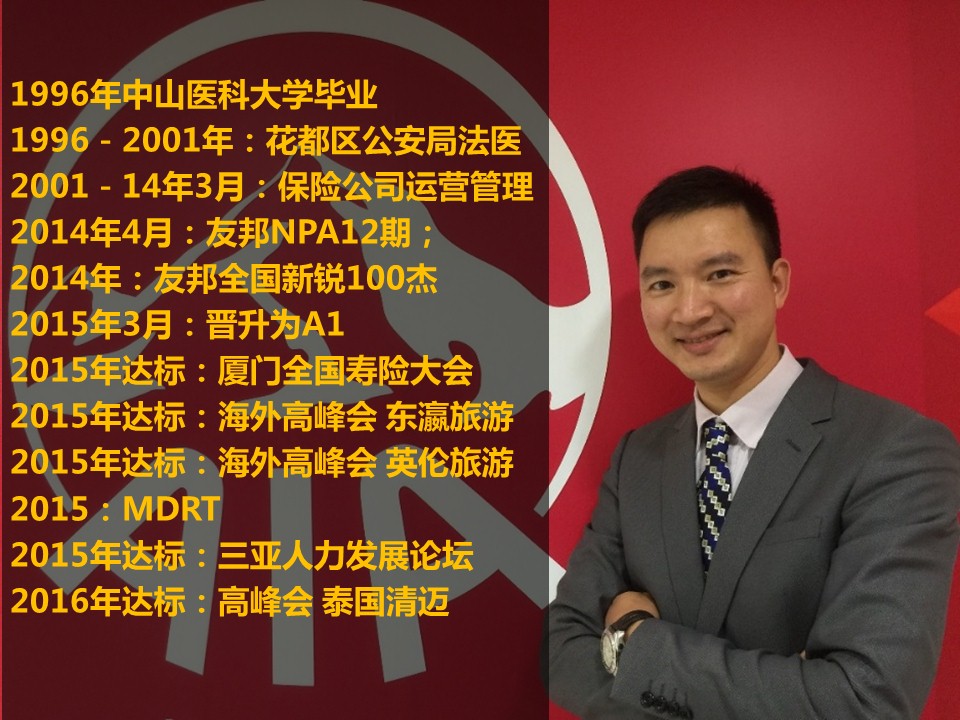 1996年中山医科大学毕业
1996 - 2001年：花都区公安局法医
2001 - 14年3月：保险公司运营管理
2014年4月：友邦NPA12期；
2014年：友邦全国新锐100杰
2015年3月：晋升为A1
2015年达标：厦门全国寿险大会
2015年达标：海外高峰会 东瀛旅游
2015年达标：海外高峰会 英伦旅游
2015：MDRT
2015年达标：三亚人力发展论坛
2016年达标：高峰会 泰国清迈
AIA